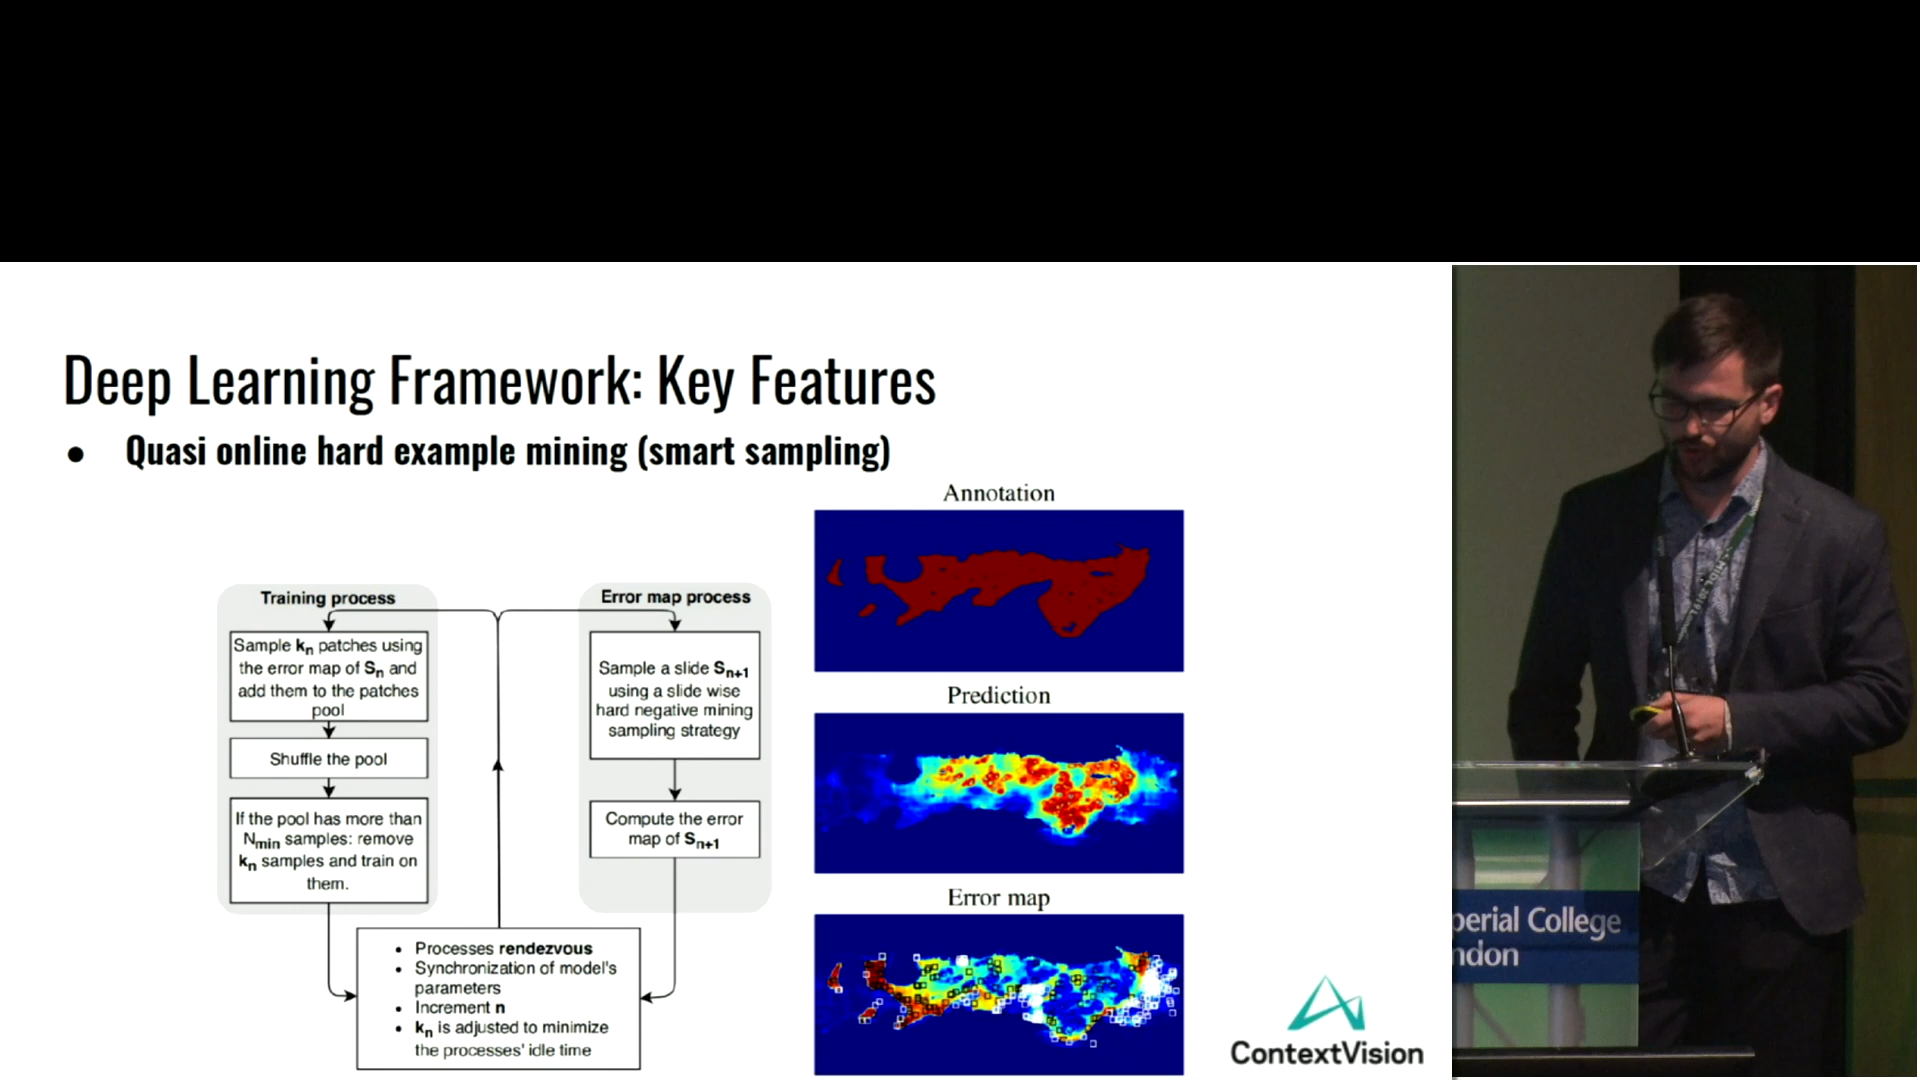 Deep Learning Framework: Key Features
● Quasi online hard example mining (smart sampling)
Training process
Sample kn patches using
the error map of Sn and
add them to the patches
pool
Shuffle the pool
If the pool has more than
Nmin samples: remove
kn samples and train on
them.
Error map process
Sample a slide Sn+1
using a slide wise
hard negative mining
sampling strategy
Compute the error
map of Sn+1
• Processes rendezvous
• Synchronization of model's
parameters
• Increment n
• kn is adjusted to minimize
the processes' idle time
Annotation
Prediction
Error map
ContextVision
perial College
ndon
MIDL 2019